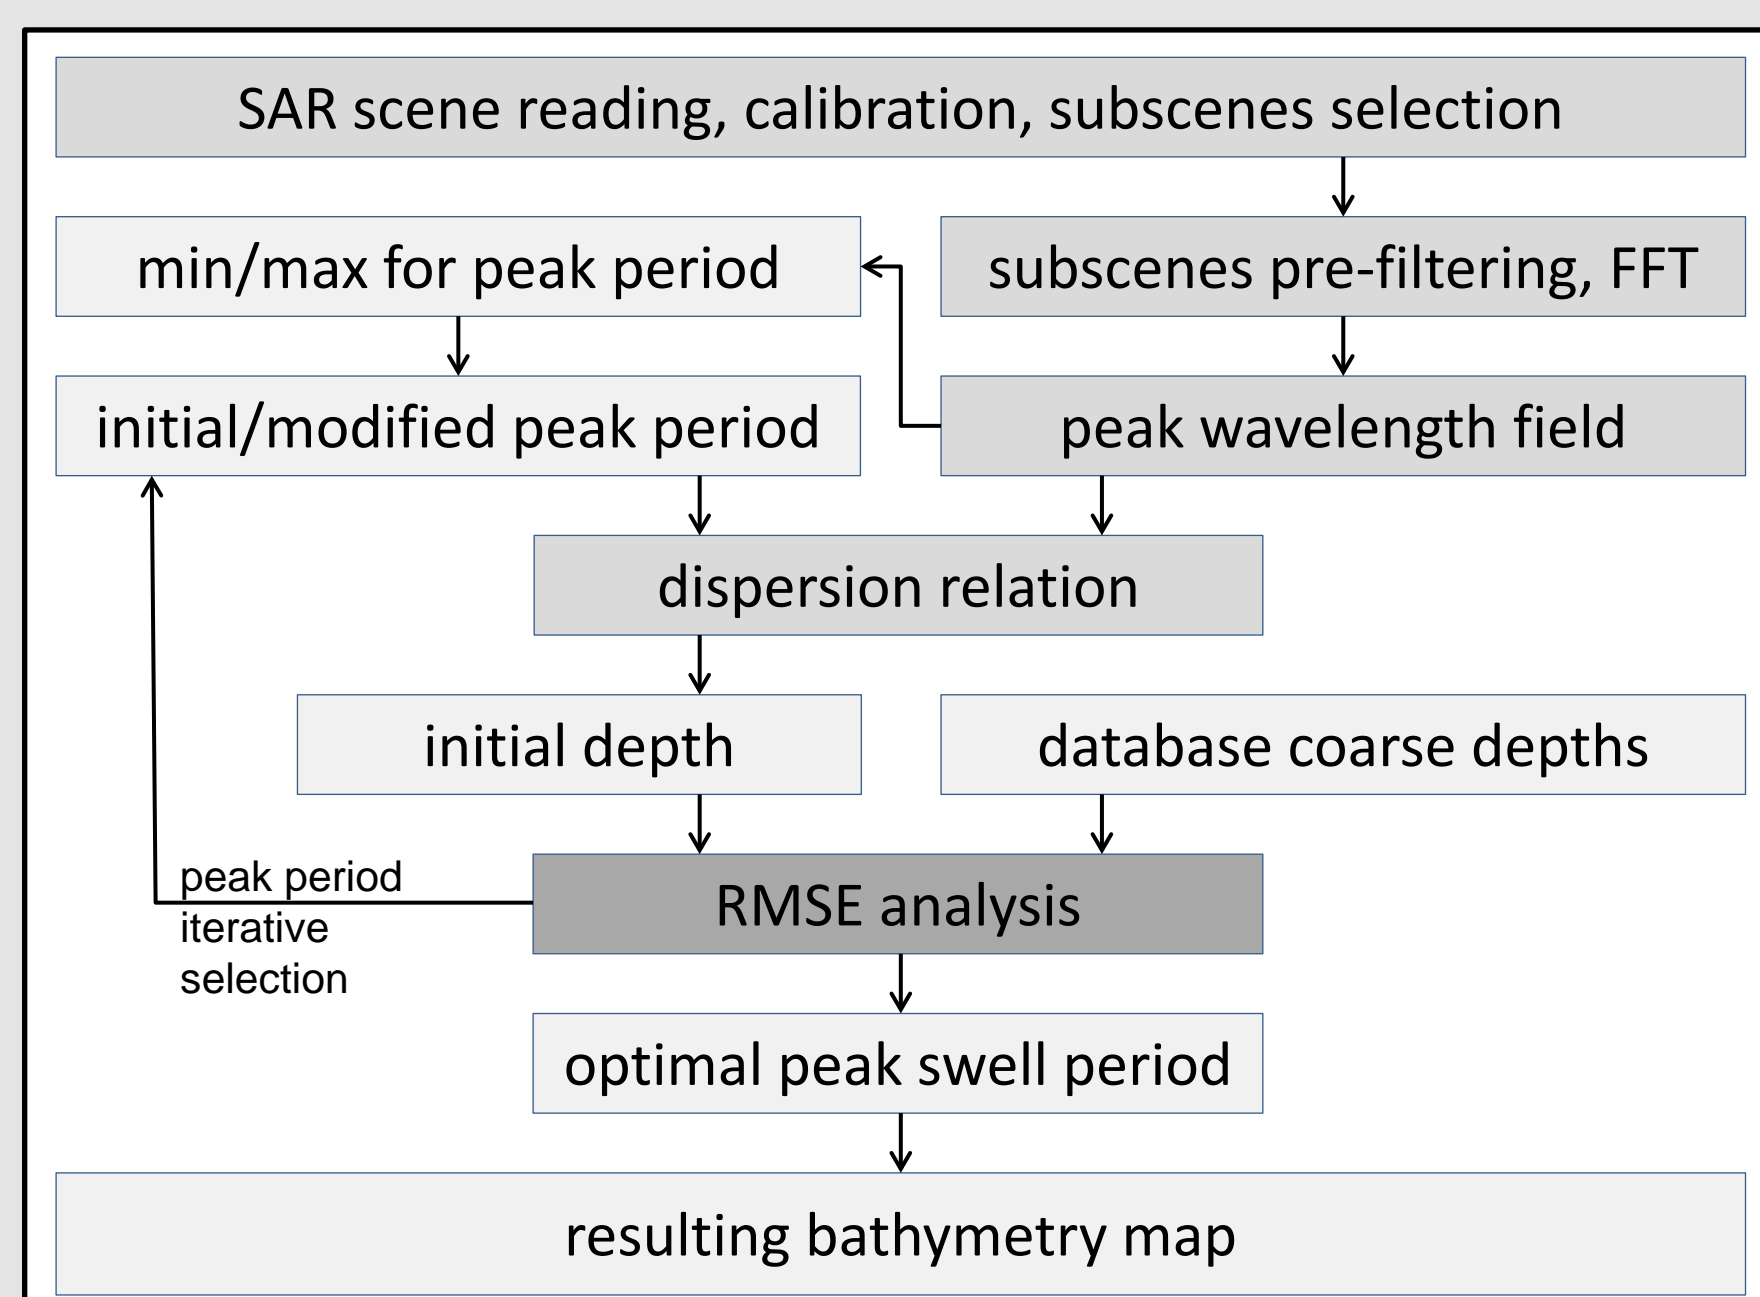 SAR scene reading, calibration, subscenes selection
min/max for peak period
subscenes pre-filtering, FFT
initial/modified peak period
peak wavelength field
dispersion relation
initial depth
database coarse depths
peak period
iterative
selection
RMSE analysis
optimal peak swell period
resulting bathymetry map